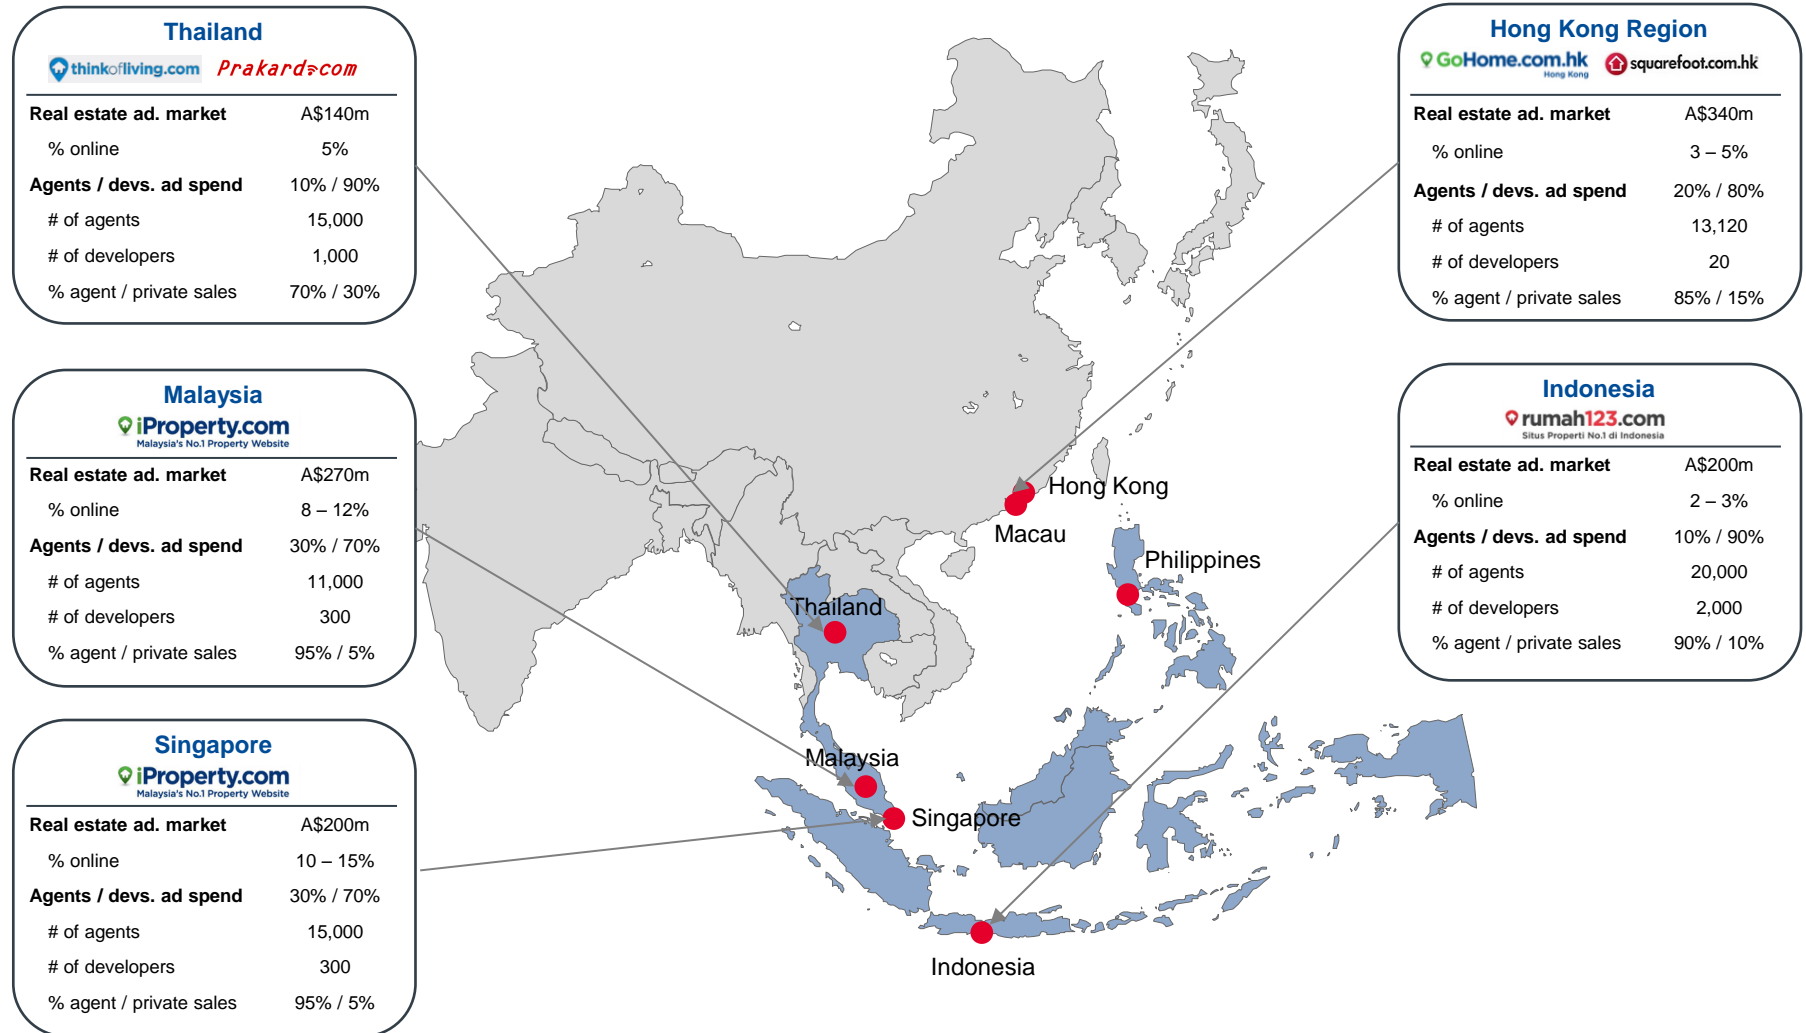 Thailand
thinkofliving.com Prakard.com
Real estate ad. market A$140m
% online 5%
Agents / devs. ad spend 10% / 90%
# of agents 15,000
# of developers 1,000
% agent / private sales 70% / 30%
Malaysia
iProperty.com
Malaysia's No.1 Property Website
Real estate ad. market A$270m
% online 8 – 12%
Agents / devs. ad spend 30% / 70%
# of agents 11,000
# of developers 300
% agent / private sales 95% / 5%
Singapore
iProperty.com
Malaysia's No.1 Property Website
Real estate ad. market A$200m
% online 10 – 15%
Agents / devs. ad spend 30% / 70%
# of agents 15,000
# of developers 300
% agent / private sales 95% / 5%
Hong Kong
Macau
Philippines
Thailand
Malaysia
Singapore
Indonesia
Hong Kong Region
GoHome.com.hk squarefoot.com.hk
Hong Kong
Real estate ad. market A$340m
% online 3 – 5%
Agents / devs. ad spend 20% / 80%
# of agents 13,120
# of developers 20
% agent / private sales 85% / 15%
Indonesia
rumah123.com
Situs Properti No.1 di Indonesia
Real estate ad. market A$200m
% online 2 – 3%
Agents / devs. ad spend 10% / 90%
# of agents 20,000
# of developers 2,000
% agent / private sales 90% / 10%